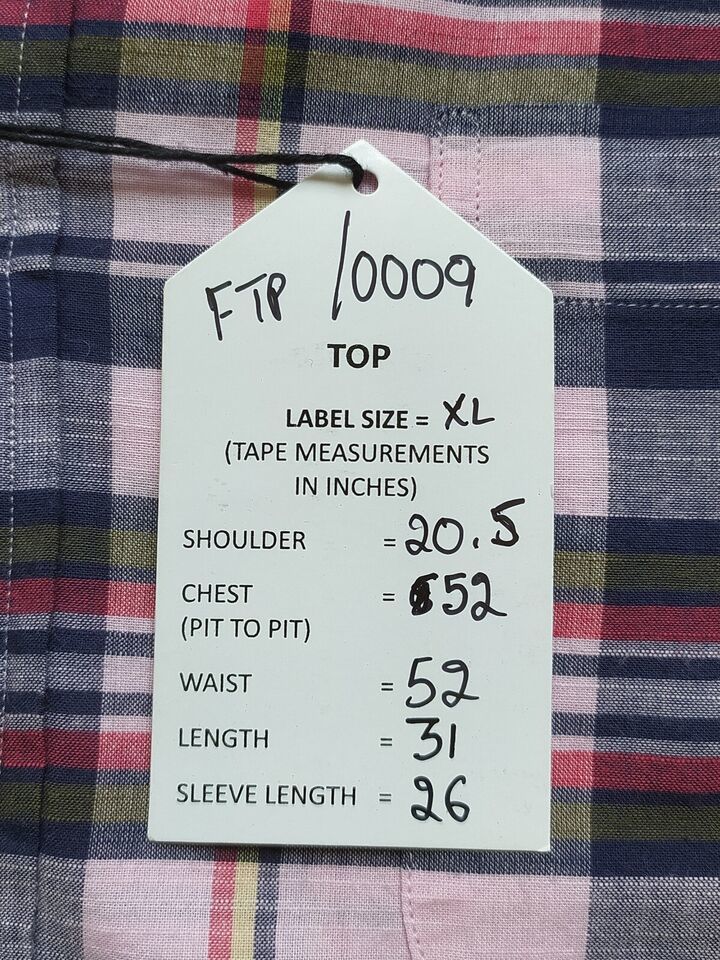 FTP /0009
TOP
LABEL SIZE = XL
(TAPE MEASUREMENTS
IN INCHES)
SHOULDER = 20.5
CHEST = 52
(PIT TO PIT)
WAIST = 52
LENGTH = 31
SLEEVE LENGTH = 26